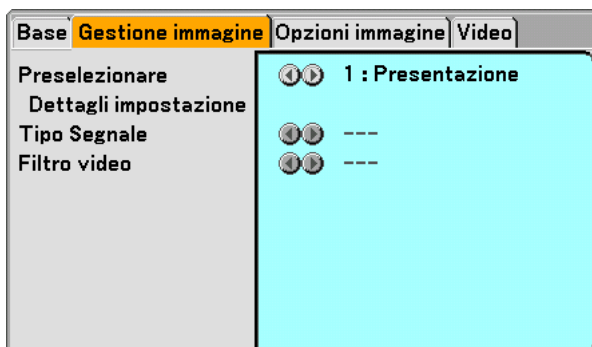 Base Gestione immagine Opzioni immagine Video
Preselezionare 1 : Presentazione
Dettagli impostazione
Tipo Segnale ---
Filtro video ---